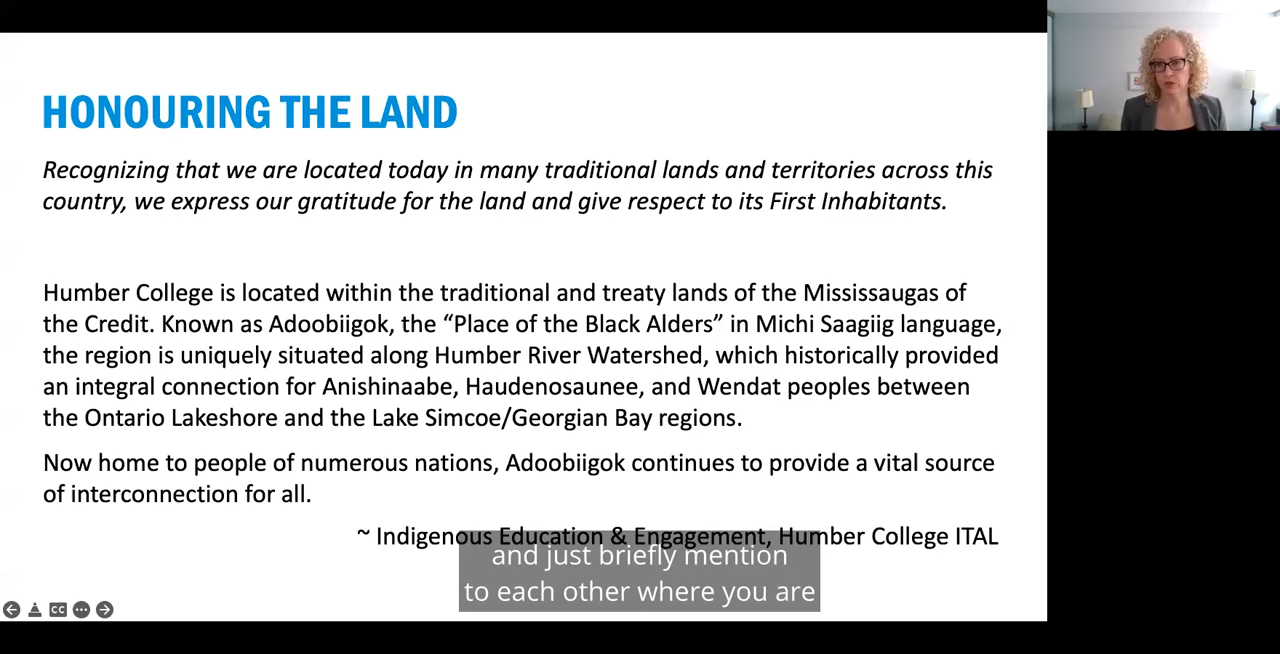 HONOURING THE LAND
Recognizing that we are located today in many traditional lands and territories across this
country, we express our gratitude for the land and give respect to its First Inhabitants.
Humber College is located within the traditional and treaty lands of the Mississaugas of
the Credit. Known as Adoobiigok, the “Place of the Black Alders” in Michi Saagiig language,
the region is uniquely situated along Humber River Watershed, which historically provided
an integral connection for Anishinaabe, Haudenosaunee, and Wendat peoples between
the Ontario Lakeshore and the Lake Simcoe/Georgian Bay regions.
Now home to people of numerous nations, Adoobiigok continues to provide a vital source
of interconnection for all.
~ Indigenous Education & Engagement, Humber College ITAL
and just briefly mention
to each other where you are
CC